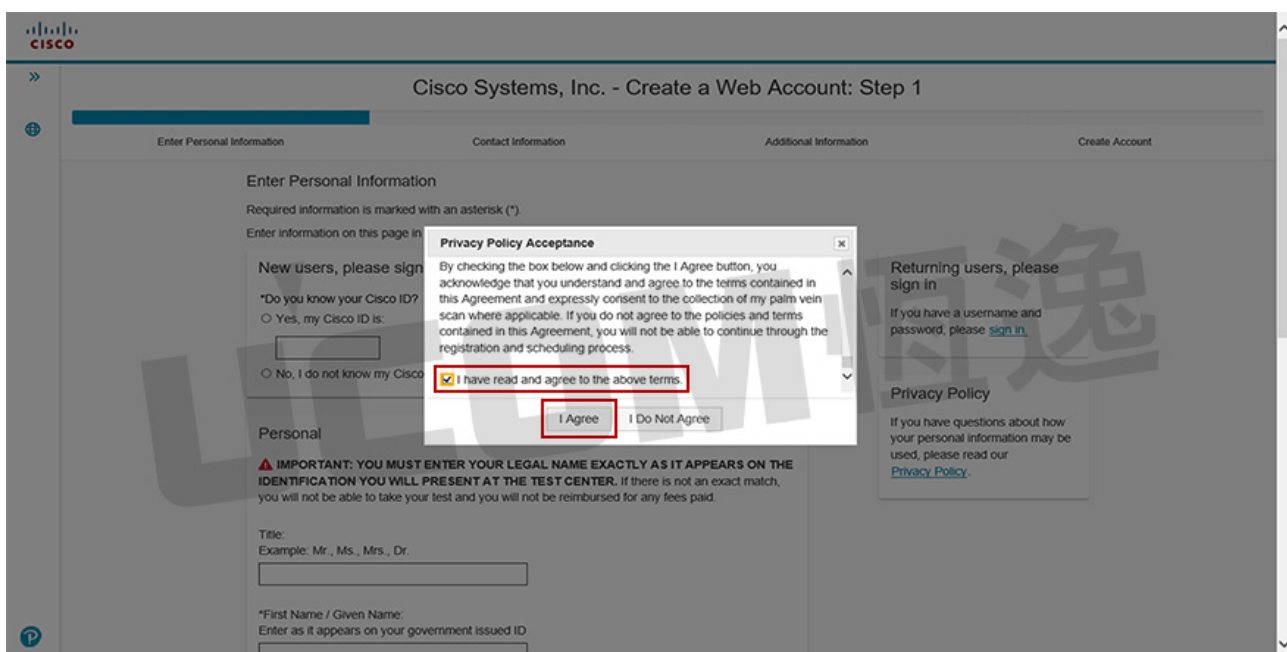 CISCO
Cisco Systems, Inc. - Create a Web Account: Step 1
Enter Personal Information
Contact Information
Additional Information
Create Account
Enter Personal Information
Required information is marked with an asterisk (*).
Enter information on this page in
New users, please sign
*Do you know your Cisco ID?
Yes, my Cisco ID is:
No, I do not know my Cisco
Privacy Policy Acceptance
By checking the box below and clicking the I Agree button, you
acknowledge that you understand and agree to the terms contained in
this Agreement and expressly consent to the collection of my palm vein
scan where applicable. If you do not agree to the policies and terms
contained in this Agreement, you will not be able to continue through the
registration and scheduling process.
I have read and agree to the above terms.
I Agree
I Do Not Agree
Returning users, please
sign in
If you have a username and
password, please sign in.
Privacy Policy
If you have questions about how
your personal information may be
used, please read our
Privacy Policy.
Personal
IMPORTANT: YOU MUST ENTER YOUR LEGAL NAME EXACTLY AS IT APPEARS ON THE
IDENTIFICATION YOU WILL PRESENT AT THE TEST CENTER. If there is not an exact match,
you will not be able to take your test and you will not be reimbursed for any fees
paid.
Title:
Example: Mr., Ms., Mrs., Dr.
*First Name / Given Name:
Enter as it appears on your government issued ID
UCOM恒逸